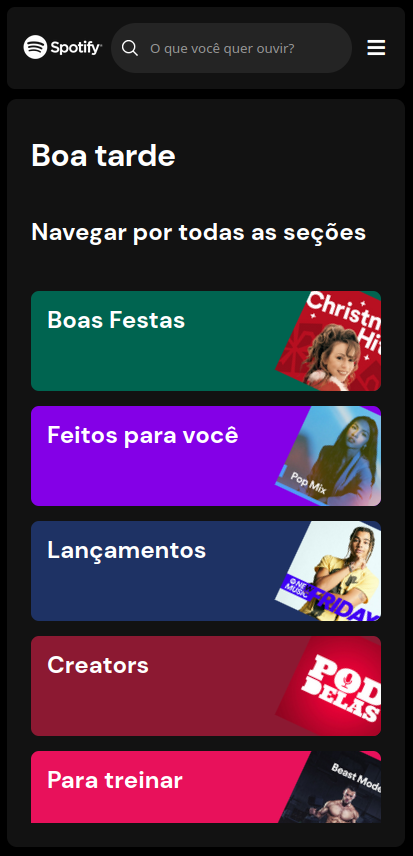 Spotify
O que você quer ouvir?
Boa tarde
Navegar por todas as seções
Boas Festas
Christm
Hit
Feitos para você
Pop Mix
Lançamentos
ONE
MUSIC
FRIDAY
Creators
POD
DELAS
Para treinar
Beast Mode